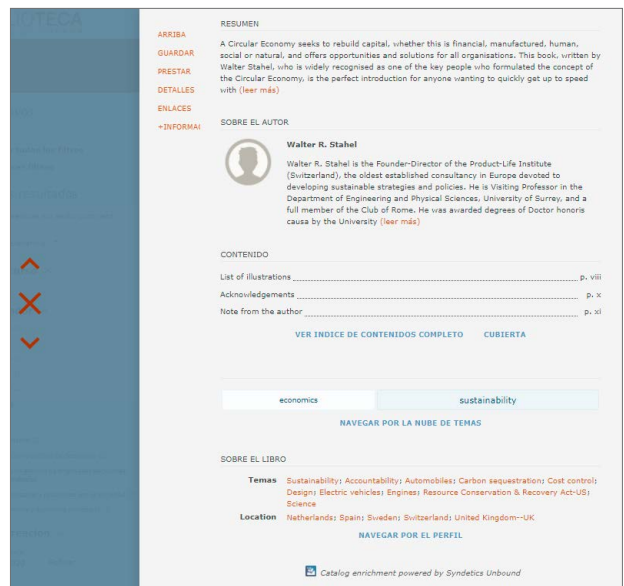 OTECA
RESUMEN
ARRIBA
GUARDAR
PRESTAR
DETALLES
ENLACES
+INFORMA
A Circular Economy seeks to rebuild capital, whether this is financial, manufactured, human,
social or natural, and offers opportunities and solutions for all organisations. This book, written by
Walter Stahel, who is widely recognised as one of the key people who formulated the concept of
the Circular Economy, is the perfect introduction for anyone wanting to quickly get up to speed
with (leer más)
SOBRE EL AUTOR
Walter R. Stahel
Walter R. Stahel is the Founder-Director of the Product-Life Institute
(Switzerland), the oldest established consultancy in Europe devoted to
developing sustainable strategies and policies. He is Visiting Professor in the
Department of Engineering and Physical Sciences, University of Surrey, and a
full member of the Club of Rome. He was awarded degrees of Doctor honoris
causa by the University (leer más)
CONTENIDO
List of illustrations p. viii
Acknowledgements p. x
Note from the author p. xi
VER INDICE DE CONTENIDOS COMPLETO CUBIERTA
economics sustainability
NAVEGAR POR LA NUBE DE TEMAS
SOBRE EL LIBRO
Temas Sustainability; Accountability; Automobiles; Carbon sequestration; Cost control;
Design; Electric vehicles; Engines; Resource Conservation & Recovery Act-US;
Science
Location Netherlands; Spain; Sweden; Switzerland; United Kingdom--UK
NAVEGAR POR EL PERFIL
Catalog enrichment powered by Syndetics Unbound